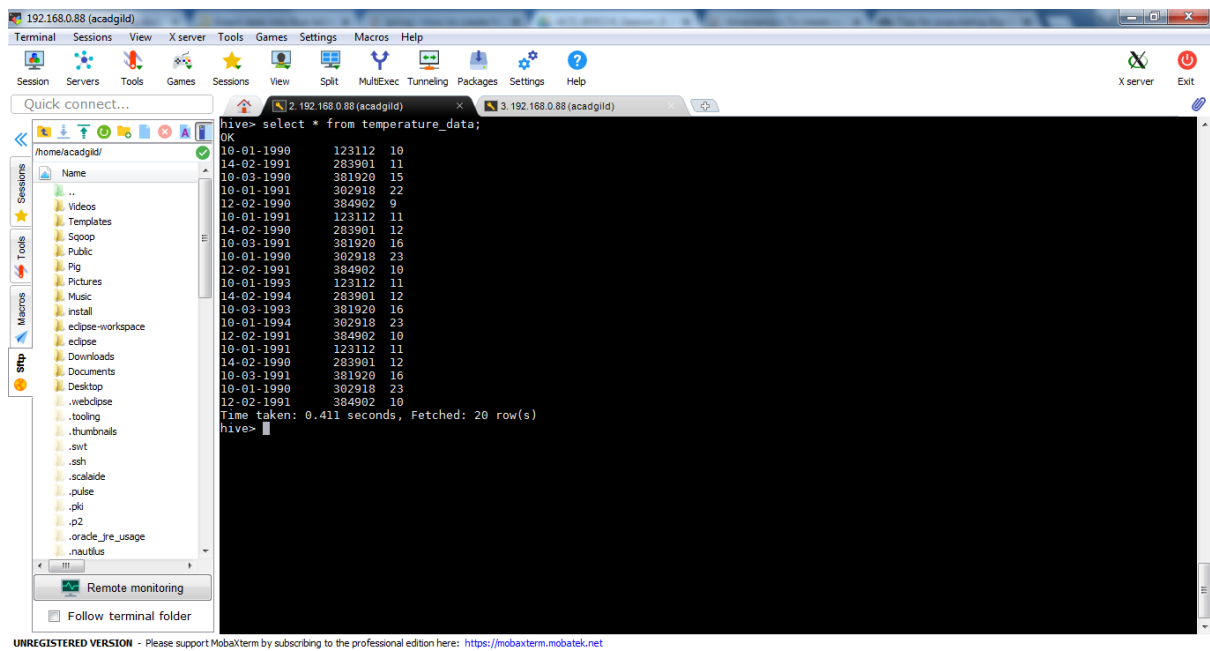 192.168.0.88 (acadgild)
Terminal Sessions View X server Tools Games Settings Macros Help
Session Servers Tools Games Sessions View Split MultiExec Tunneling Packages Settings Help X server Exit
Quick connect...
2. 192.168.0.88 (acadgild)
3. 192.168.0.88 (acadgild)
/home/acadgild/
Name
..
Videos
Templates
Sqoop
Public
Pig
Pictures
Music
install
eclipse-workspace
eclipse
Downloads
Documents
Desktop
.webclipse
.tooling
.thumbnails
.swt
.ssh
.scalaide
.pulse
.pki
.p2
.oracle_jre_usage
.nautilus
Sessions
Tools
Macros
Sftp
Remote monitoring
Follow terminal folder
hive> select * from temperature_data;
OK
10-01-1990 123112 10
14-02-1991 283901 11
10-03-1990 381920 15
10-01-1991 302918 22
12-02-1990 384902 9
10-01-1991 123112 11
14-02-1990 283901 12
10-03-1991 381920 16
10-01-1990 302918 23
12-02-1991 384902 10
10-01-1993 123112 11
14-02-1994 283901 12
10-03-1993 381920 16
10-01-1994 302918 23
12-02-1991 384902 10
10-01-1991 123112 11
14-02-1990 283901 12
10-03-1991 381920 16
10-01-1990 302918 23
12-02-1991 384902 10
Time taken: 0.411 seconds, Fetched: 20 row(s)
hive>
UNREGISTERED VERSION - Please support MobaXterm by subscribing to the professional edition here: https://mobaxterm.mobatek.net